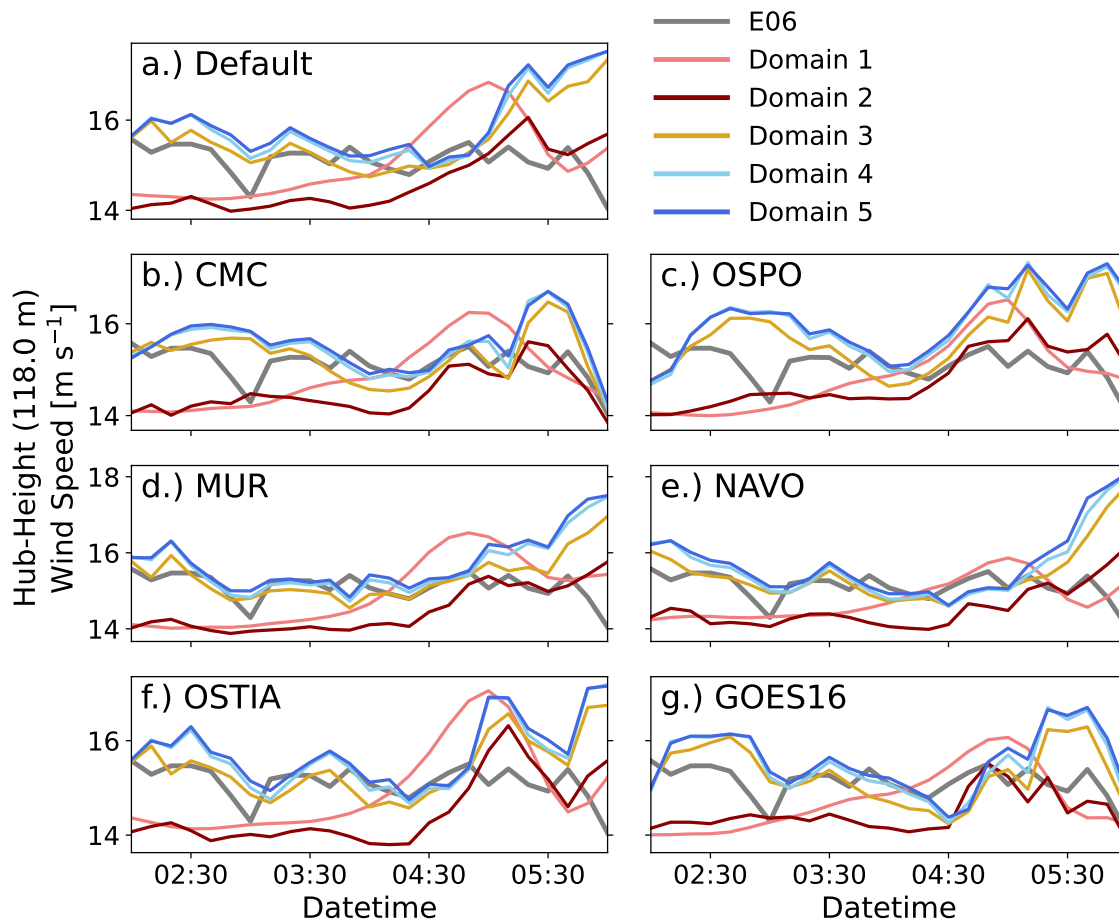 E06
Domain 1
Domain 2
Domain 3
Domain 4
Domain 5
a.) Default
16
14
b.) CMC
16
14
c.) OSPO
Hub-Height (118.0 m)
Wind Speed [m s⁻¹]
d.) MUR
18
16
14
e.) NAVO
f.) OSTIA
16
14
02:30 03:30 04:30 05:30
Datetime
g.) GOES16
02:30 03:30 04:30 05:30
Datetime